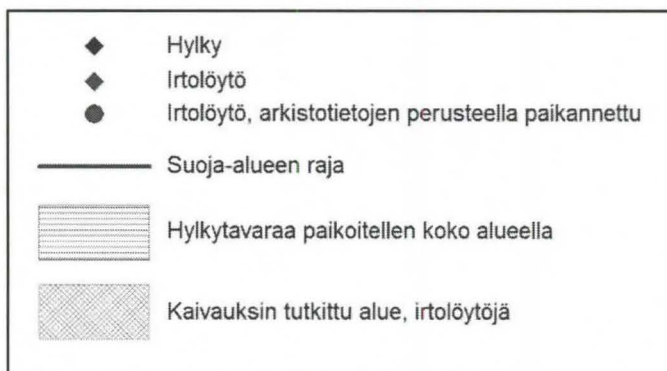 Hylky
Irtolöytö
Irtolöytö, arkistotietojen perusteella paikannettu
Suoja-alueen raja
Hylkytavaraa paikoitellen koko alueella
Kaivauksin tutkittu alue, irtolöytöjä